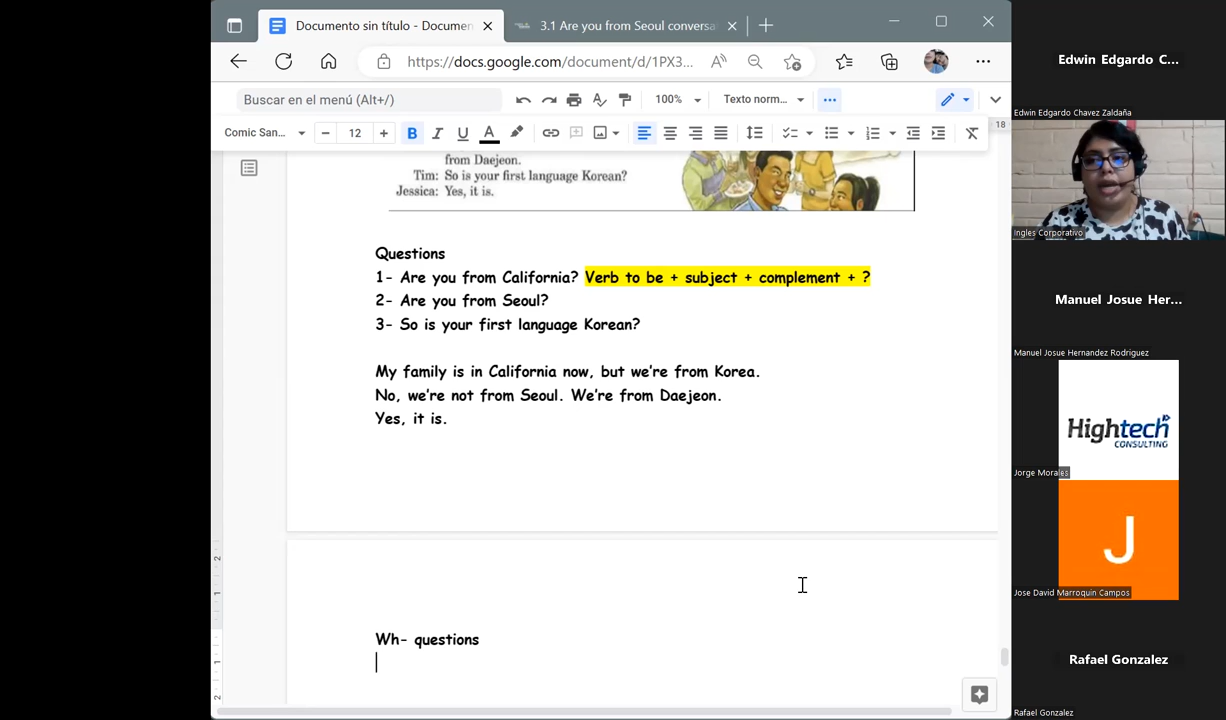 Documento sin título - Documen
3.1 Are you from Seoul conversa
https://docs.google.com/document/d/1PX3...
Buscar en el menú (Alt+/)
100%
Texto norm...
Comic San...
12
B
I
U
A
18
from Daejeon.
Tim: So is your first language Korean?
Jessica: Yes, it is.
Questions
1- Are you from California? Verb to be + subject + complement + ?
2- Are you from Seoul?
3- So is your first language Korean?
My family is in California now, but we're from Korea.
No, we're not from Seoul. We're from Daejeon.
Yes, it is.
Wh- questions
2
1
1
2
Edwin Edgardo C...
Edwin Edgardo Chavez Zaldaña
Ingles Corporativo
Manuel Josue Her...
Manuel Josue Hernandez Rodriguez
Hightech
CONSULTING
Jorge Morales
J
Jose David Marroquin Campos
Rafael Gonzalez
Rafael Gonzalez